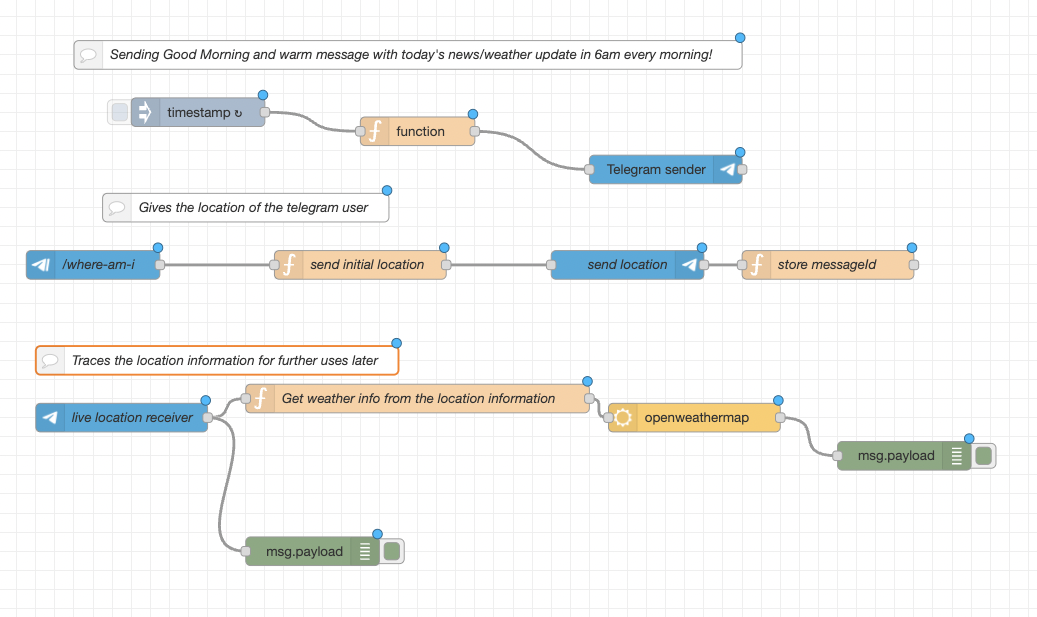 Sending Good Morning and warm message with today's news/weather update in 6am every morning!
timestamp ↻
function
Telegram sender
Gives the location of the telegram user
/where-am-i
send initial location
send location
store messageId
Traces the location information for further uses later
Get weather info from the location information
live location receiver
openweathermap
msg.payload
msg.payload